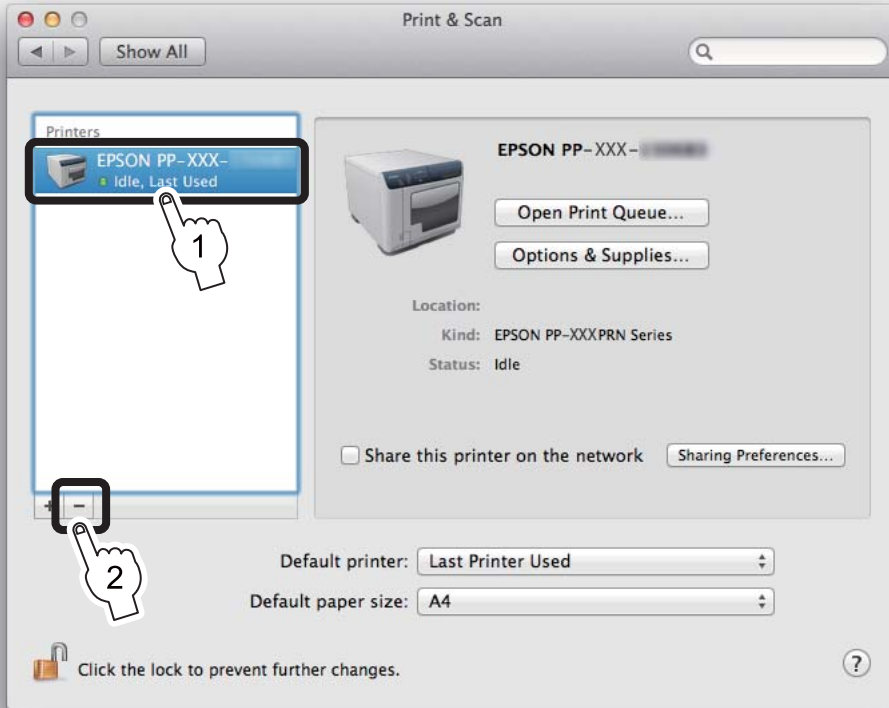 Print & Scan
Show All
Printers
EPSON PP-XXX-
Idle, Last Used
1
EPSON PP-XXX-
Open Print Queue...
Options & Supplies...
Location:
Kind: EPSON PP-XXXPRN Series
Status: Idle
Share this printer on the network
Sharing Preferences...
+ −
2
Default printer: Last Printer Used
Default paper size: A4
Click the lock to prevent further changes.
?